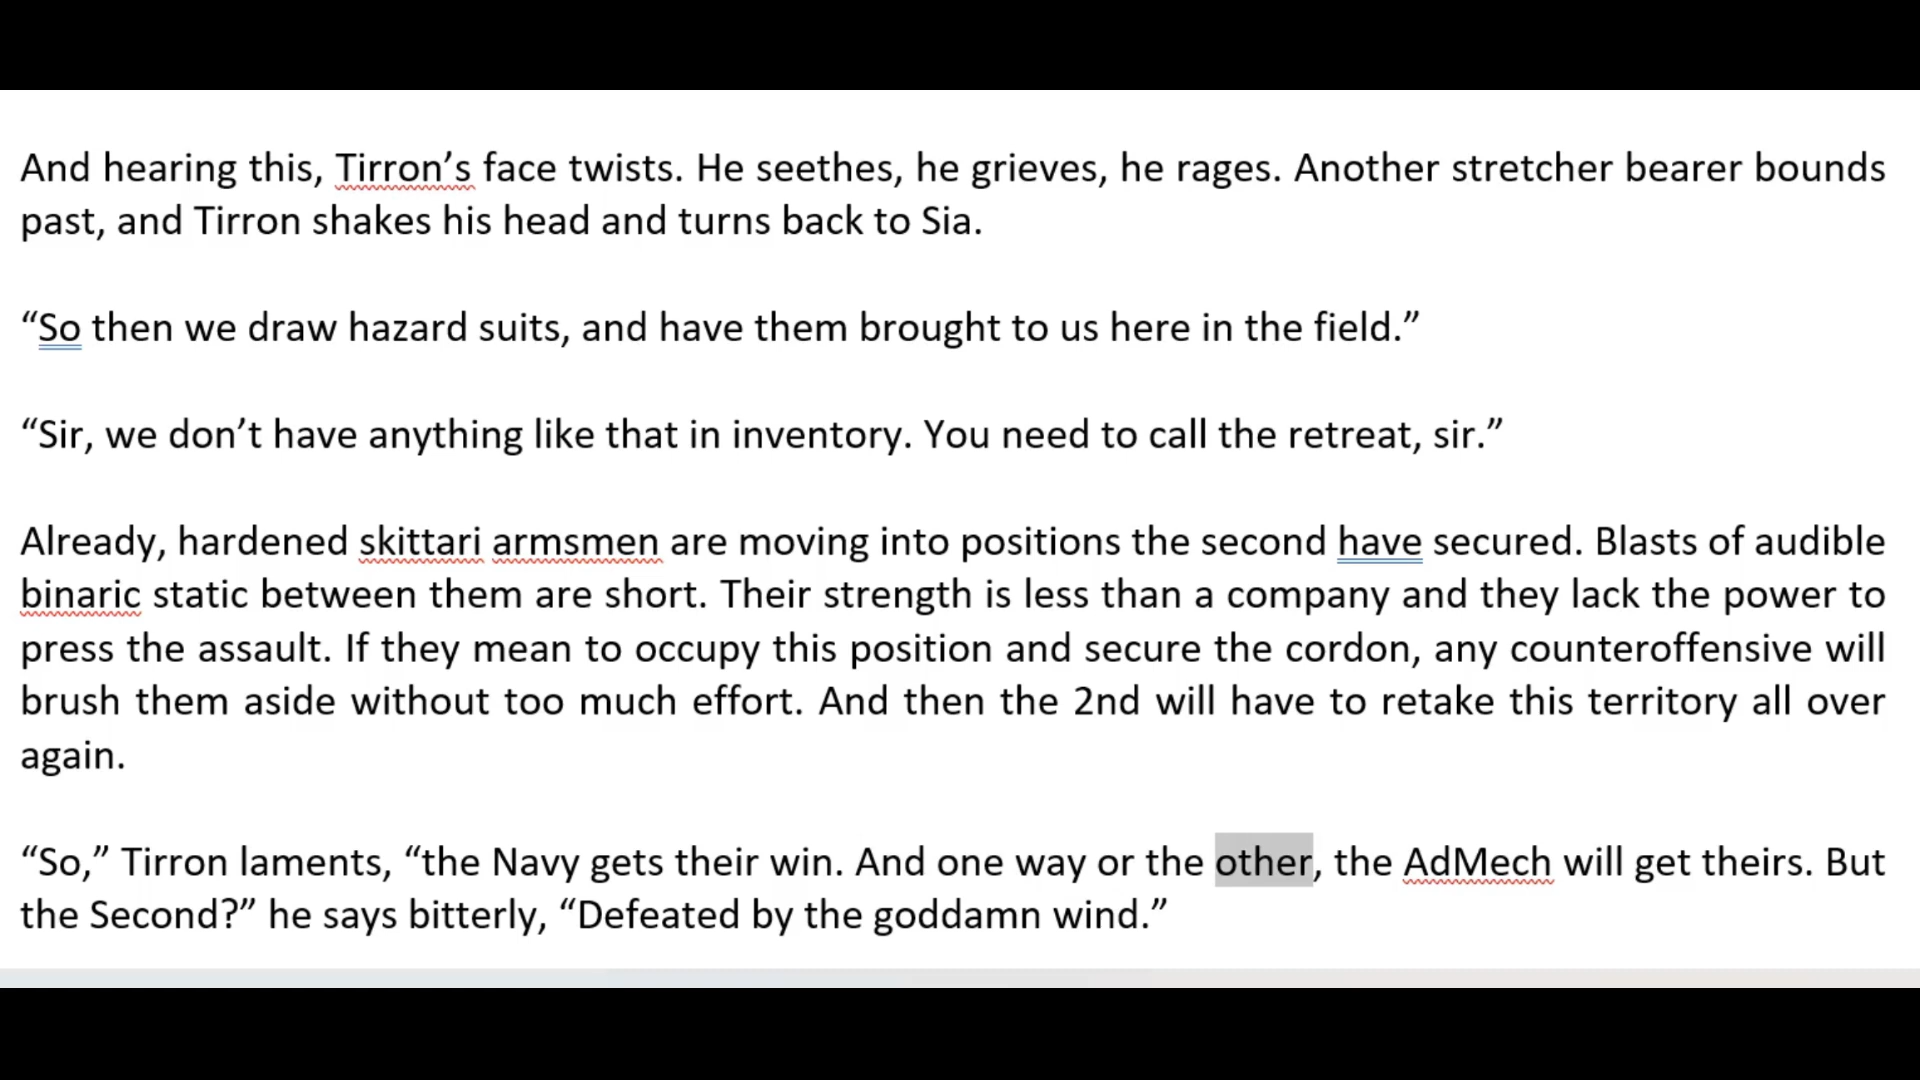 And hearing this, Tirron’s face twists. He seethes, he grieves, he rages. Another stretcher bearer bounds
past, and Tirron shakes his head and turns back to Sia.
“So then we draw hazard suits, and have them brought to us here in the field.”
“Sir, we don’t have anything like that in inventory. You need to call the retreat, sir.”
Already, hardened skittari armsmen are moving into positions the second have secured. Blasts of audible
binaric static between them are short. Their strength is less than a company and they lack the power to
press the assault. If they mean to occupy this position and secure the cordon, any counteroffensive will
brush them aside without too much effort. And then the 2nd will have to retake this territory all over
again.
“So,” Tirron laments, “the Navy gets their win. And one way or the other, the AdMech will get theirs. But
the Second?” he says bitterly, “Defeated by the goddamn wind.”